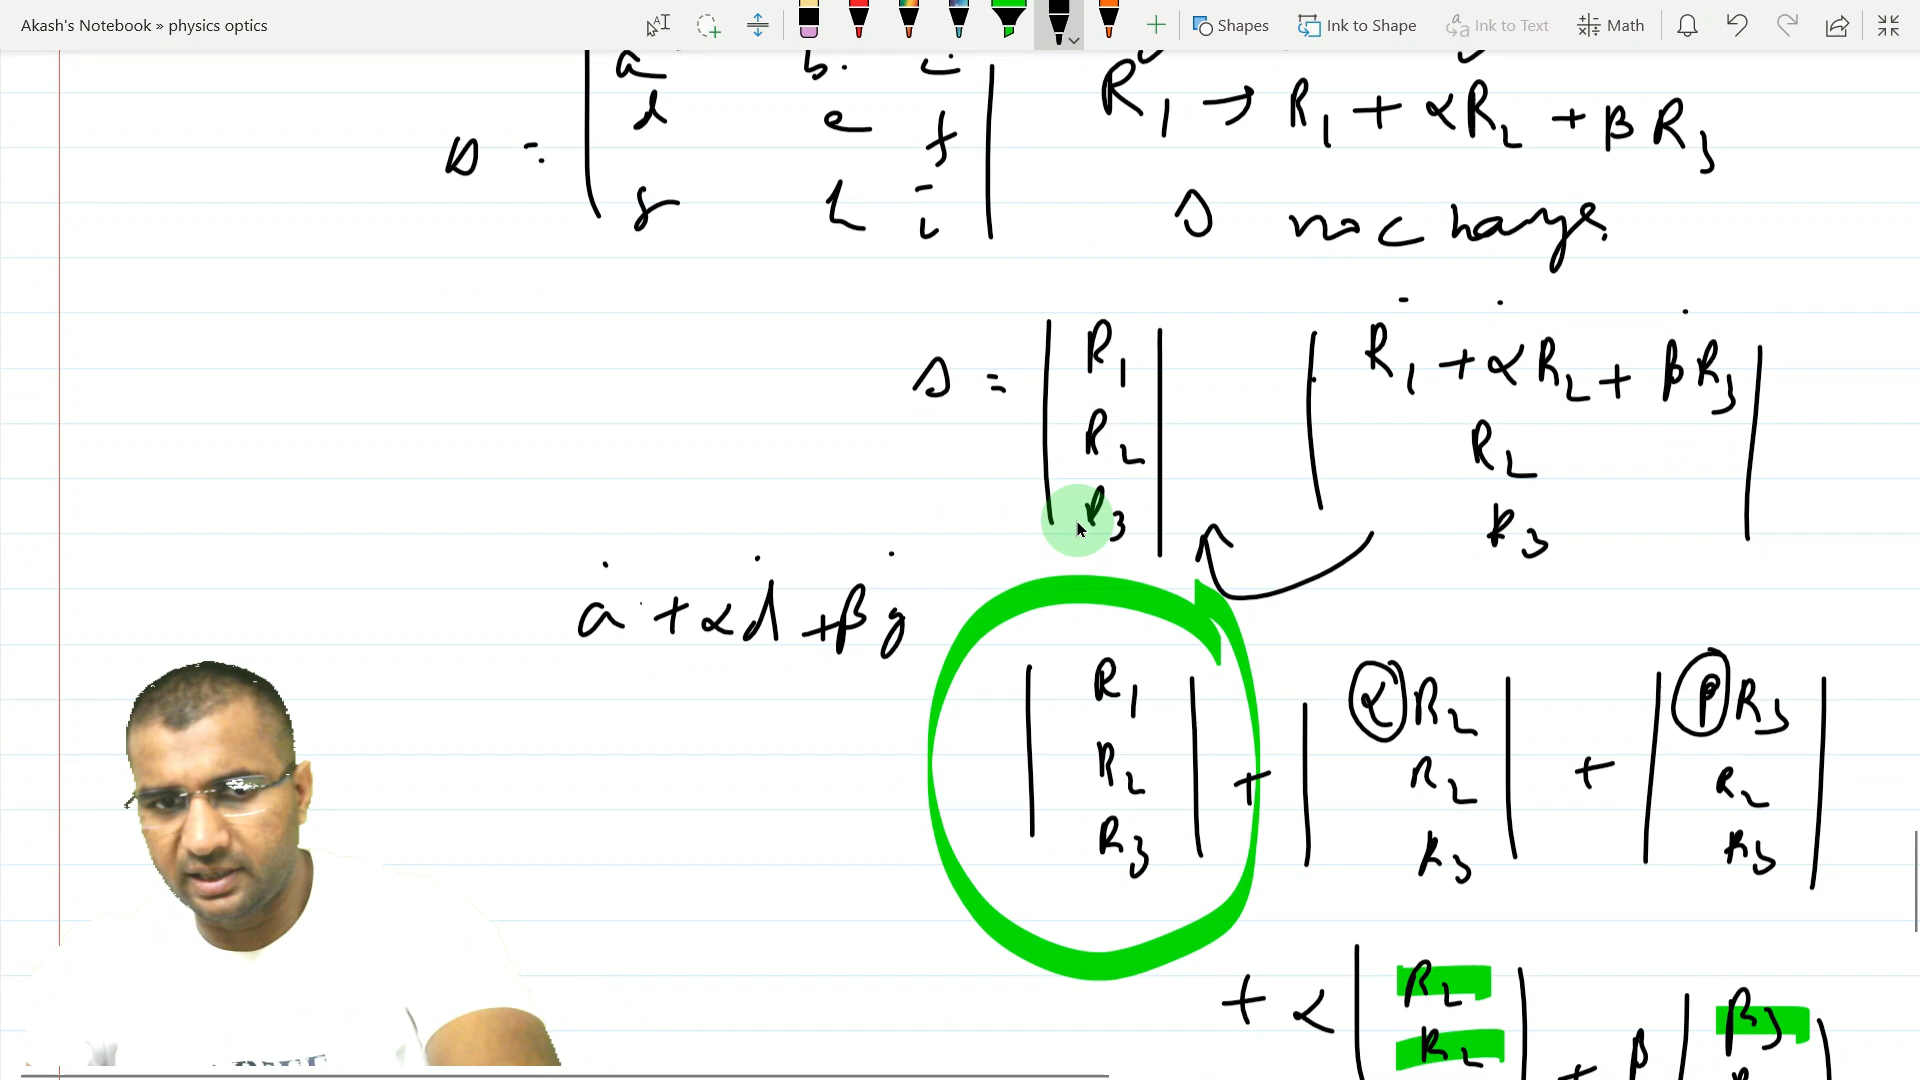 Akash's Notebook » physics optics
Shapes
Ink to Shape
Ink to Text
Math
a b. c
d e f
Δ =
g h i
R1 → R1 + αR2 + βR3
Δ no change.
Δ =
R1
R2
R3
R1 + αR2 + βR3
R2
R3
a + αd + βg
R1
R2
R3
+
αR2
R2
R3
+
βR3
R2
R3
+ α
R2
R2
+ β
R3